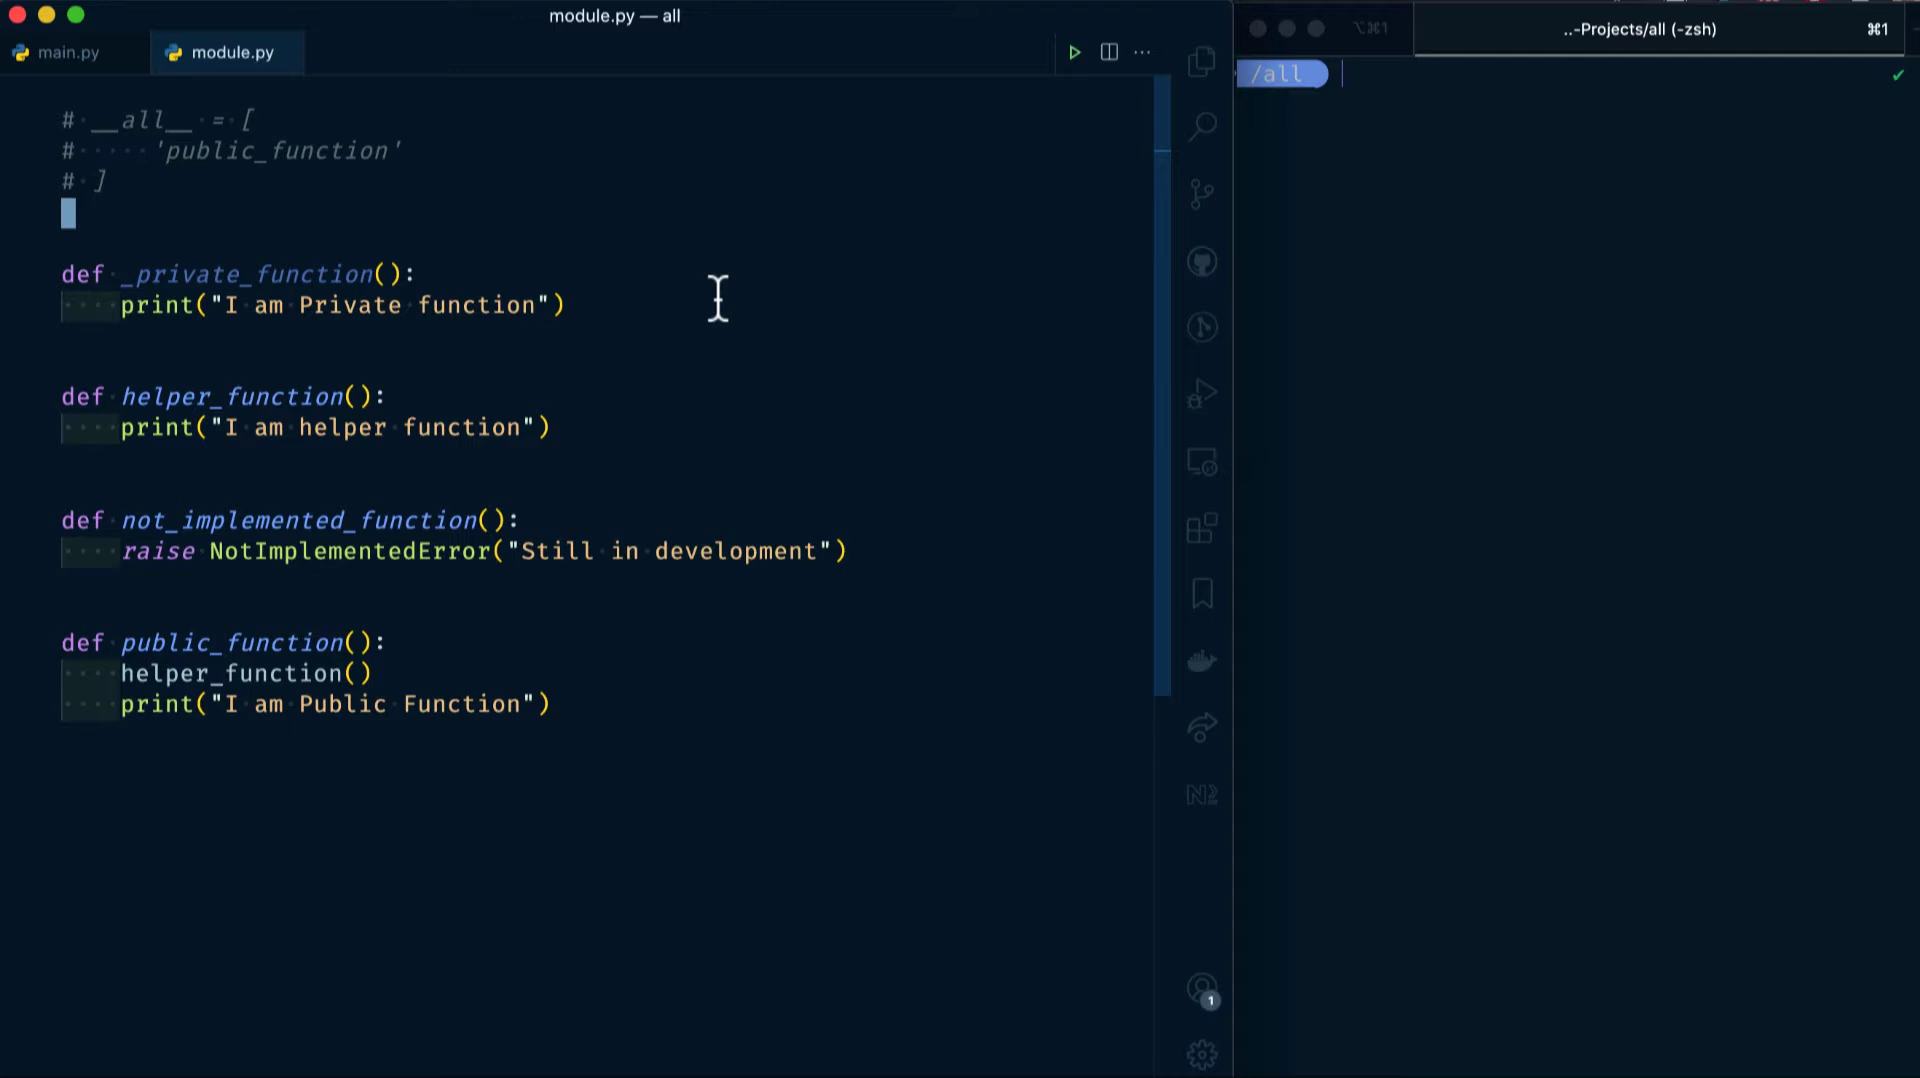 module.py — all
main.py
module.py
# __all__ = [
#     'public_function'
# ]
def _private_function():
    print("I am Private function")
def helper_function():
    print("I am helper function")
def not_implemented_function():
    raise NotImplementedError("Still in development")
def public_function():
    helper_function()
    print("I am Public Function")
1
⌥⌘1
..-Projects/all (-zsh)
⌘1
/all